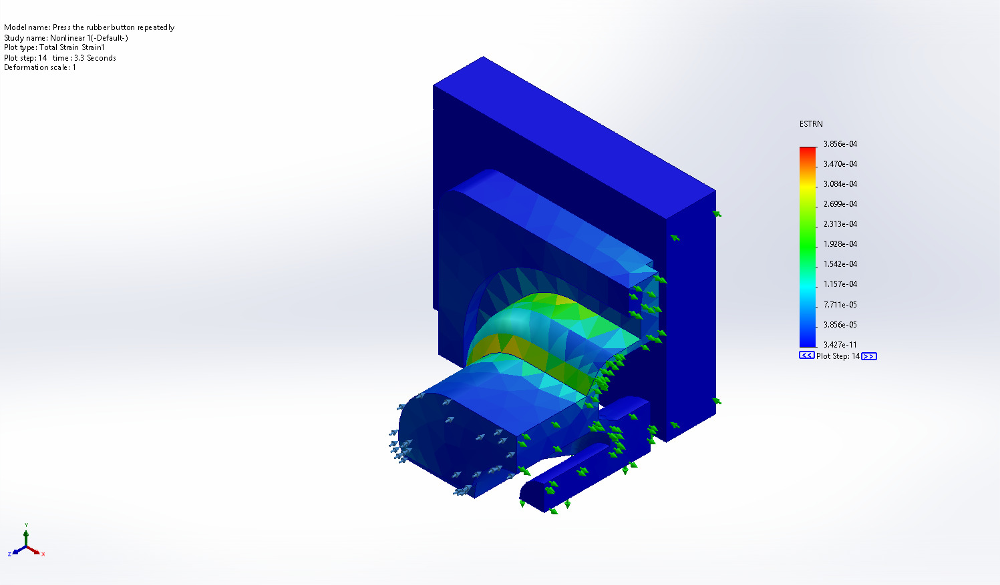 Model name: Press the rubber button repeatedly
Study name: Nonlinear 1(-Default-)
Plot type: Total Strain Strain1
Plot step: 14 time : 3.3 Seconds
Deformation scale: 1
ESTRN
3.856e-04
3.470e-04
3.084e-04
2.699e-04
2.313e-04
1.928e-04
1.542e-04
1.157e-04
7.711e-05
3.856e-05
3.427e-11
<< Plot Step: 14 >>
Y
Z X